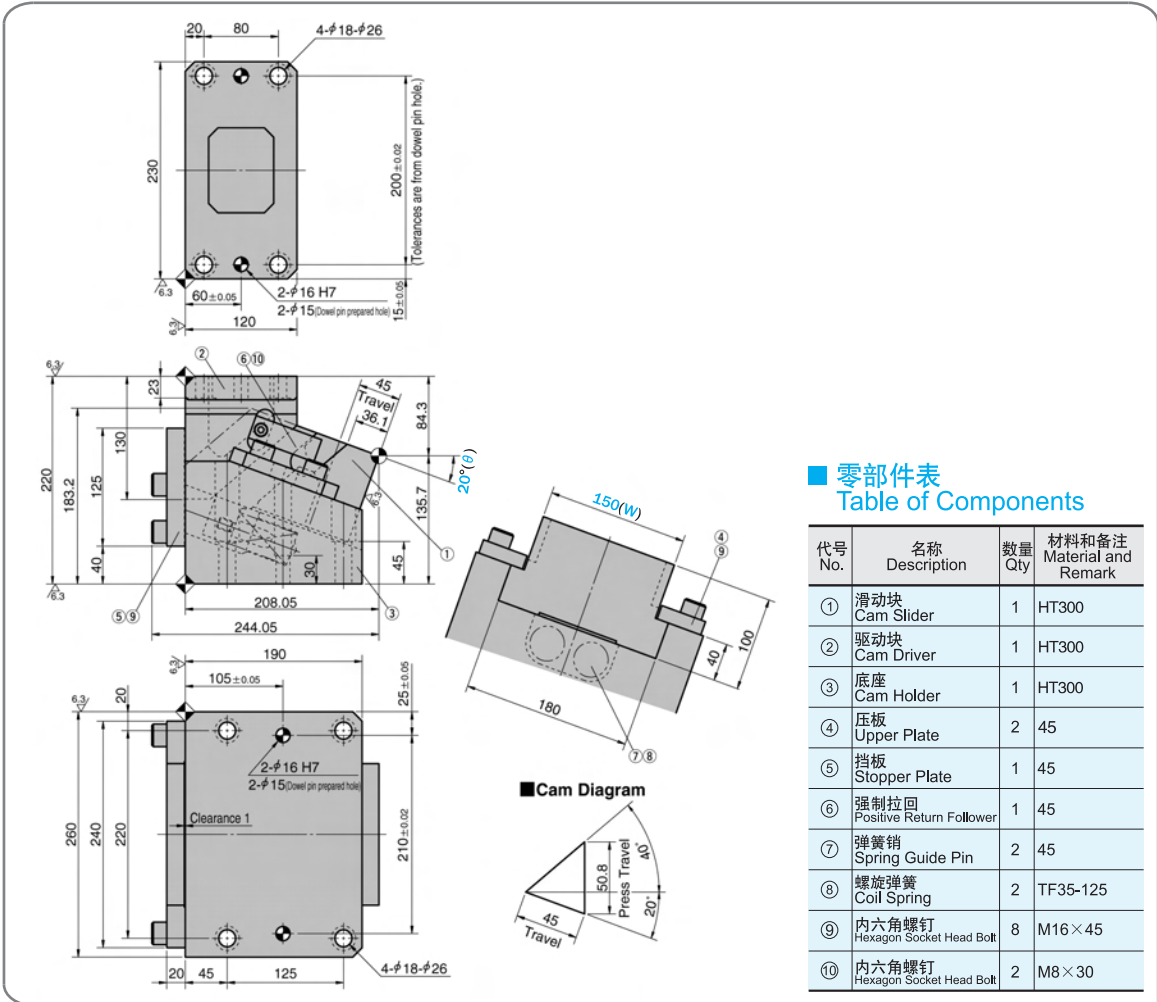 20
80
4-φ18-φ26
230
200±0.02
(Tolerances are from dowel pin hole.)
6.3
60±0.05
2-φ16 H7
2-φ15(Dowel pin prepared hole)
15±0.05
6.3
120
6.3
②
⑥⑩
45
Travel
36.1
23
130
84.3
220
183.2
125
20°(θ)
6.3
135.7
40
30
45
①
6.3
⑤⑨
208.05
③
244.05
150(W)
④
⑨
100
40
180
⑦⑧
190
6.3
105±0.05
25±0.05
6.3
20
2-φ16 H7
2-φ15(Dowel pin prepared hole)
Clearance 1
260
240
220
210±0.02
20
45
125
4-φ18-φ26
■Cam Diagram
40°
50.8
Press Travel
20°
45
Travel
■ 零部件表
Table of Components
代号 名称 数量 材料和备注
No. Description Qty Material and
Remark
① 滑动块 1 HT300
Cam Slider
② 驱动块 1 HT300
Cam Driver
③ 底座 1 HT300
Cam Holder
④ 压板 2 45
Upper Plate
⑤ 挡板 1 45
Stopper Plate
⑥ 强制拉回 1 45
Positive Return Follower
⑦ 弹簧销 2 45
Spring Guide Pin
⑧ 螺旋弹簧 2 TF35-125
Coil Spring
⑨ 内六角螺钉 8 M16×45
Hexagon Socket Head Bolt
⑩ 内六角螺钉 2 M8×30
Hexagon Socket Head Bolt